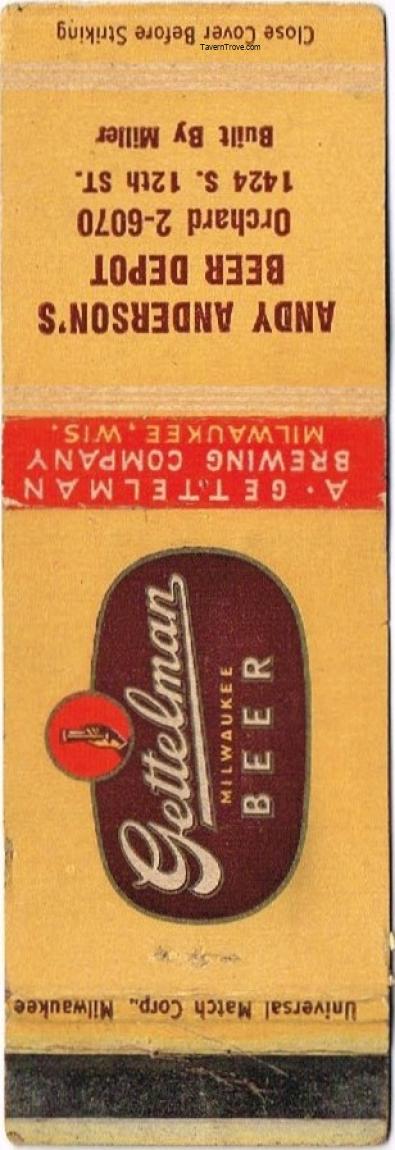 Close Cover Before Striking
TavernTrove.com
Built By Miller
1424 S. 12th ST.
Orchard 2-6070
BEER DEPOT
ANDY ANDERSON'S
MILWAUKEE, WIS.
BREWING COMPANY
A. GETTELMAN
Gettelman
MILWAUKEE
BEER
Universal Match Corp., Milwaukee